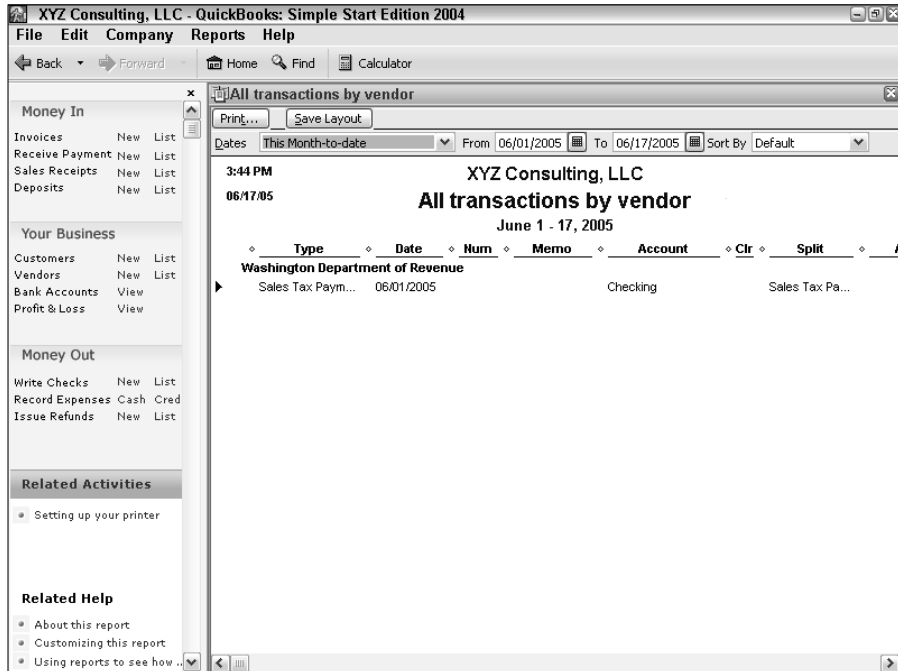 XYZ Consulting, LLC - QuickBooks: Simple Start Edition 2004
File Edit Company Reports Help
Back Forward Home Find Calculator
Money In
Invoices New List
Receive Payment New List
Sales Receipts New List
Deposits New List
Your Business
Customers New List
Vendors New List
Bank Accounts View
Profit & Loss View
Money Out
Write Checks New List
Record Expenses Cash Cred
Issue Refunds New List
Related Activities
Setting up your printer
Related Help
About this report
Customizing this report
Using reports to see how ..
All transactions by vendor
Print... Save Layout
Dates This Month-to-date From 06/01/2005 To 06/17/2005 Sort By Default
3:44 PM XYZ Consulting, LLC
06/17/05 All transactions by vendor
June 1 - 17, 2005
Type Date Num Memo Account Clr Split A
Washington Department of Revenue
Sales Tax Paym... 06/01/2005 Checking Sales Tax Pa...